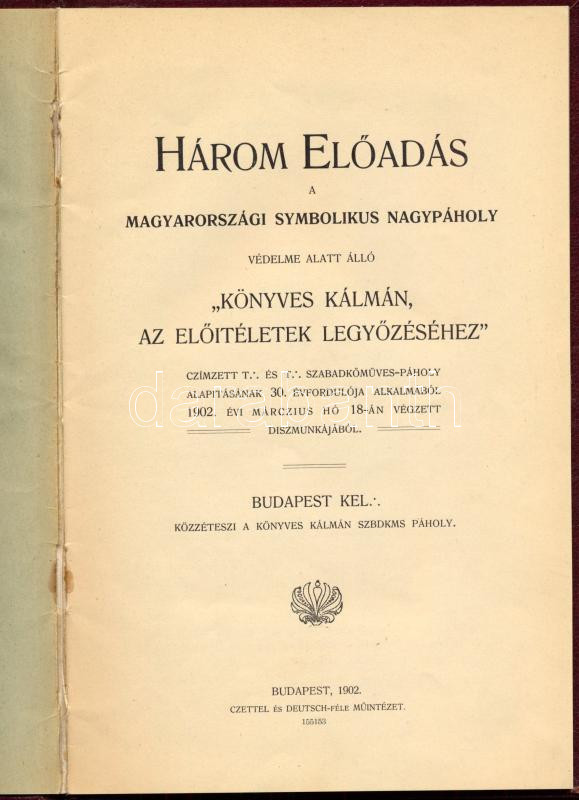 HÁROM ELŐADÁS
A
MAGYARORSZÁGI SYMBOLIKUS NAGYPÁHOLY
VÉDELME ALATT ÁLLÓ
„KÖNYVES KÁLMÁN,
AZ ELŐITÉLETEK LEGYŐZÉSÉHEZ”
CZÍMZETT T∴ ÉS T∴ SZABADKŐMŰVES-PÁHOLY
ALAPITÁSÁNAK 30. ÉVFORDULÓJA ALKALMÁBÓL
1902. ÉVI MÁRCZIUS HÓ 18-ÁN VÉGZETT
DISZMUNKÁJÁBÓL.
darabanth
BUDAPEST KEL∴
KÖZZÉTESZI A KÖNYVES KÁLMÁN SZBDKMS PÁHOLY.
BUDAPEST, 1902.
CZETTEL ÉS DEUTSCH-FÉLE MŰINTÉZET.
155153